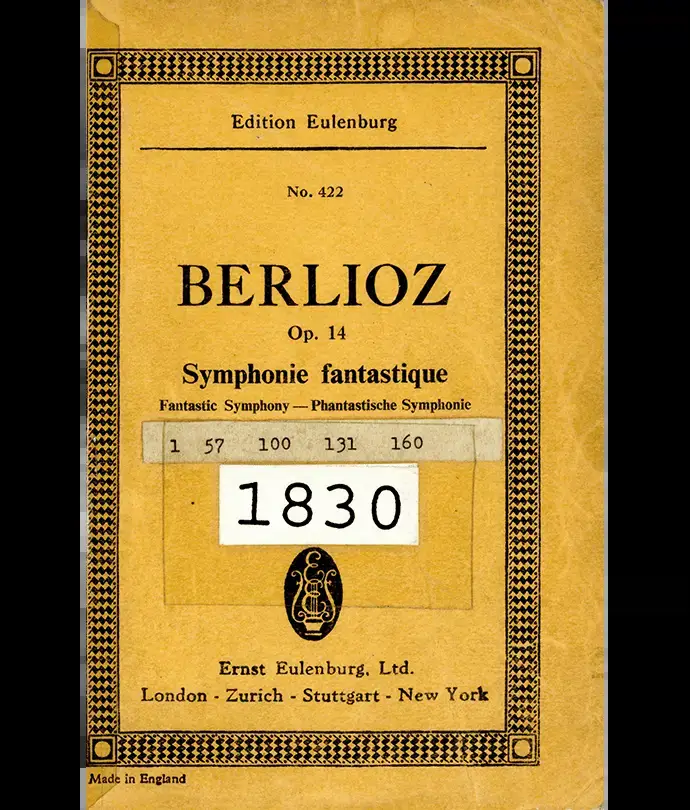 Edition Eulenburg
No. 422
BERLIOZ
Op. 14
Symphonie fantastique
Fantastic Symphony — Phantastische Symphonie
1 57 100 131 160
1830
Ernst Eulenburg, Ltd.
London - Zurich - Stuttgart - New York
Made in England